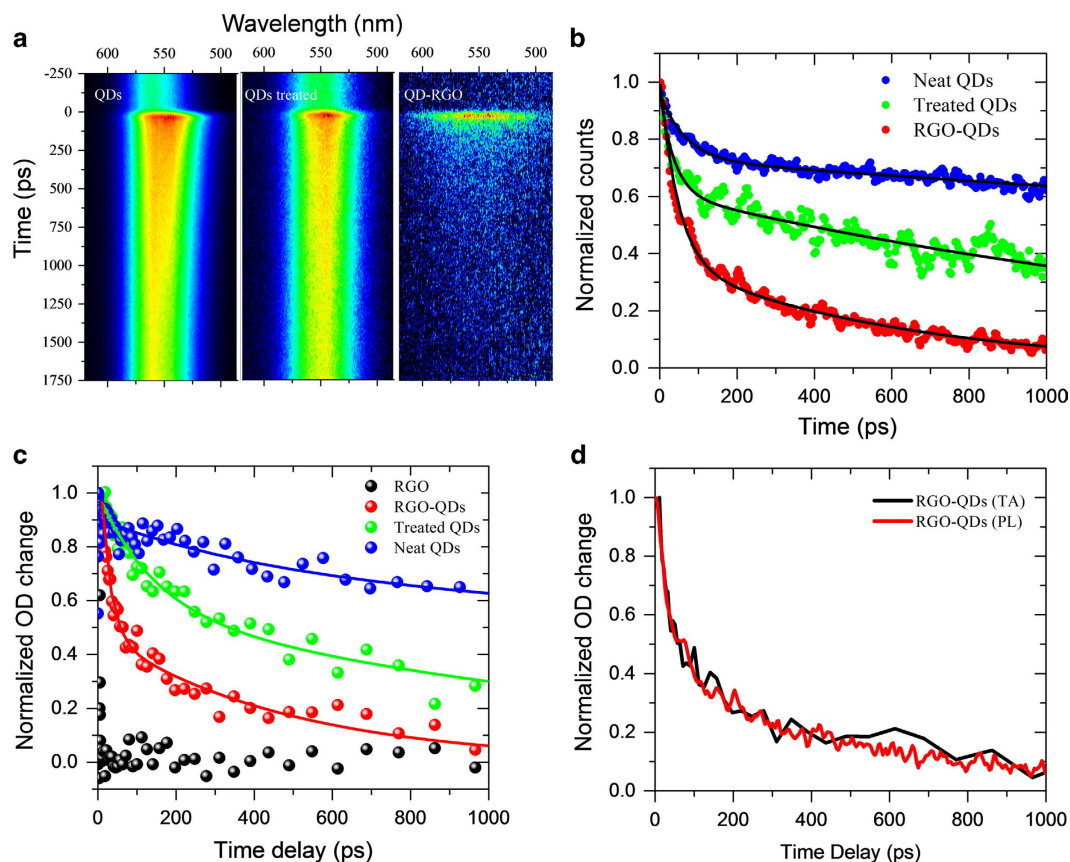 a
Wavelength (nm)
600 550 500 600 550 500 600 550 500
Time (ps)
-250
0
250
500
750
1000
1250
1500
1750
QDs
QDs treated
QD-RGO
b
Normalized counts
1.0
0.8
0.6
0.4
0.2
0.0
Neat QDs
Treated QDs
RGO-QDs
0 200 400 600 800 1000
Time (ps)
c
Normalized OD change
1.0
0.8
0.6
0.4
0.2
0.0
RGO
RGO-QDs
Treated QDs
Neat QDs
0 200 400 600 800 1000
Time delay (ps)
d
Normalized OD change
1.0
0.8
0.6
0.4
0.2
0.0
RGO-QDs (TA)
RGO-QDs (PL)
0 200 400 600 800 1000
Time Delay (ps)